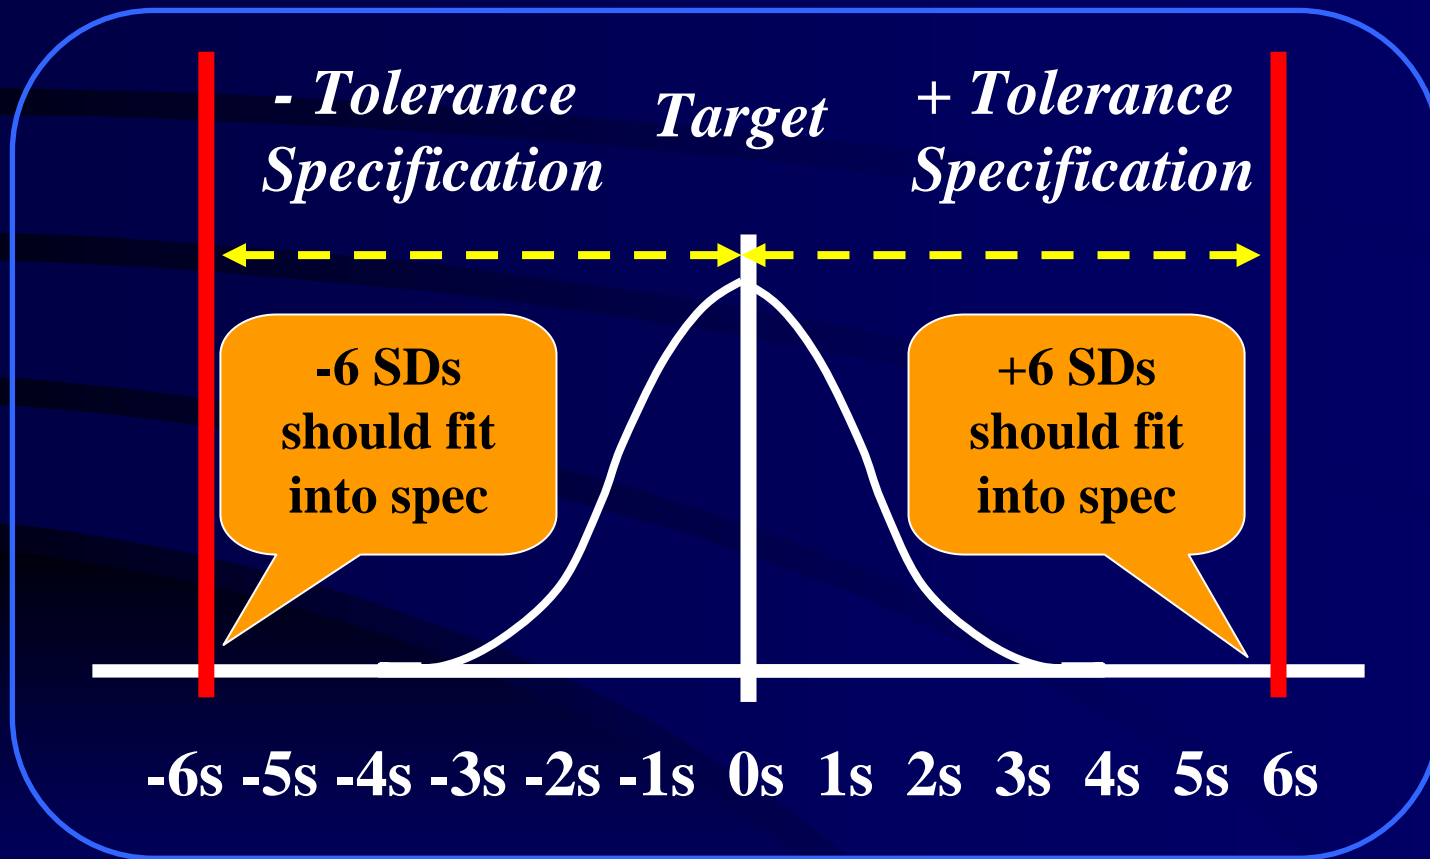 - Tolerance
Specification
Target
+ Tolerance
Specification
-6 SDs
should fit
into spec
+6 SDs
should fit
into spec
-6s -5s -4s -3s -2s -1s 0s 1s 2s 3s 4s 5s 6s